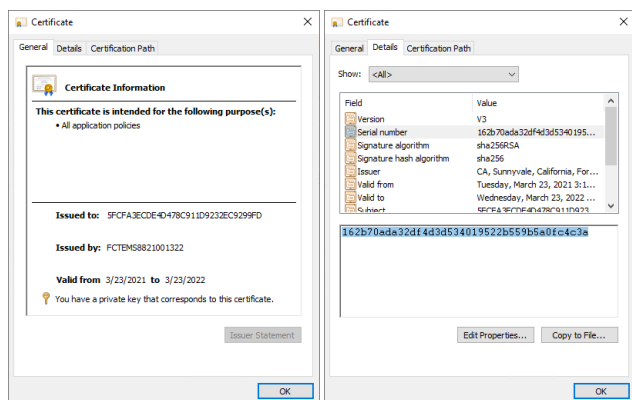 Certificate
General Details Certification Path
Certificate Information
This certificate is intended for the following purpose(s):
• All application policies
Issued to: 5FCFA3ECDE4D478C911D9232EC9299FD
Issued by: FCTEMS8821001322
Valid from 3/23/2021 to 3/23/2022
You have a private key that corresponds to this certificate.
Issuer Statement
OK
Certificate
General Details Certification Path
Show: <All>
Field Value
Version V3
Serial number 162b70ada32df4d3d5340195...
Signature algorithm sha256RSA
Signature hash algorithm sha256
Issuer CA, Sunnyvale, California, For...
Valid from Tuesday, March 23, 2021 3:1...
Valid to Wednesday, March 23, 2022 ...
Subject 5FCFA3ECDE4D478C911D923
162b70ada32df4d3d534019522b559b5a0fc4c3a
Edit Properties... Copy to File...
OK